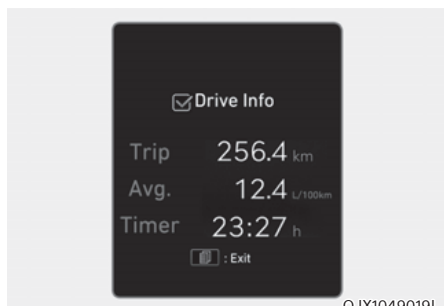 Drive Info
Trip 256.4 km
Avg. 12.4 L/100km
Timer 23:27 h
: Exit